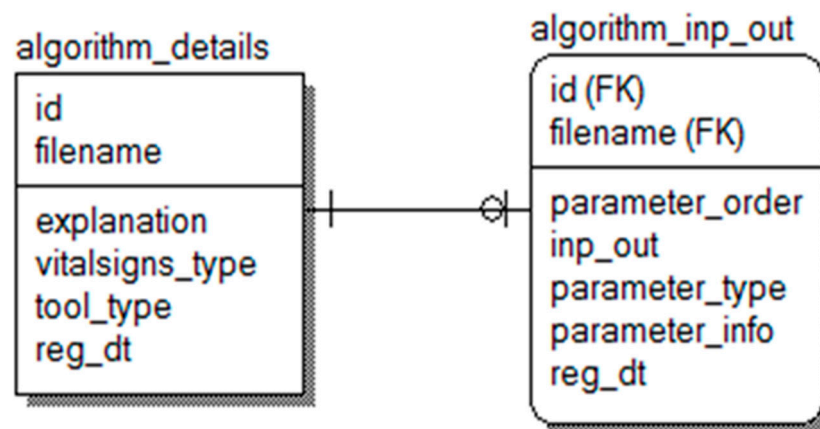 algorithm_details
id
filename
explanation
vitalsigns_type
tool_type
reg_dt
algorithm_inp_out
id (FK)
filename (FK)
parameter_order
inp_out
parameter_type
parameter_info
reg_dt